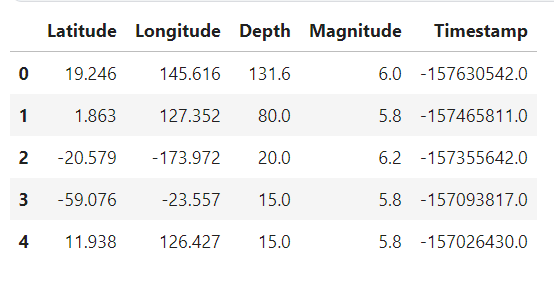 Latitude Longitude Depth Magnitude Timestamp
0 19.246 145.616 131.6 6.0 -157630542.0
1 1.863 127.352 80.0 5.8 -157465811.0
2 -20.579 -173.972 20.0 6.2 -157355642.0
3 -59.076 -23.557 15.0 5.8 -157093817.0
4 11.938 126.427 15.0 5.8 -157026430.0